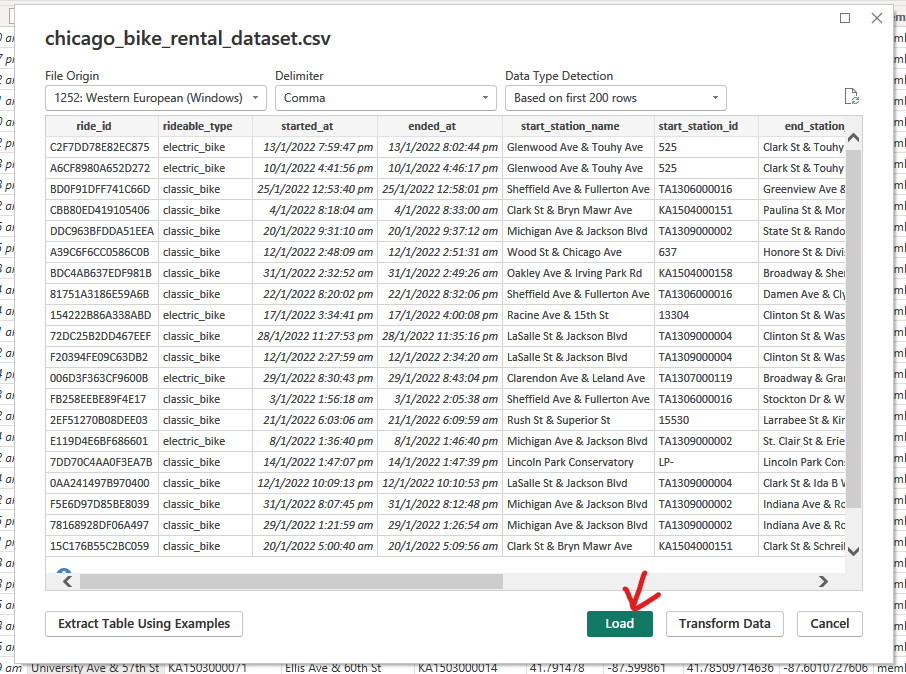 chicago_bike_rental_dataset.csv
File Origin Delimiter Data Type Detection
1252: Western European (Windows) Comma Based on first 200 rows
ride_id rideable_type started_at ended_at start_station_name start_station_id end_station
C2F7DD78E82EC875 electric_bike 13/1/2022 7:59:47 pm 13/1/2022 8:02:44 pm Glenwood Ave & Touhy Ave 525 Clark St & Touhy
A6CF8980A652D272 electric_bike 10/1/2022 4:41:56 pm 10/1/2022 4:46:17 pm Glenwood Ave & Touhy Ave 525 Clark St & Touhy
BD0F91DFF741C66D classic_bike 25/1/2022 12:53:40 pm 25/1/2022 12:58:01 pm Sheffield Ave & Fullerton Ave TA1306000016 Greenview Ave &
CBB80ED419105406 classic_bike 4/1/2022 8:18:04 am 4/1/2022 8:33:00 am Clark St & Bryn Mawr Ave KA1504000151 Paulina St & Mor
DDC963BFDDA51EEA classic_bike 20/1/2022 9:31:10 am 20/1/2022 9:37:12 am Michigan Ave & Jackson Blvd TA1309000002 State St & Rando
A39C6F6CC0586C0B classic_bike 12/1/2022 2:48:09 am 12/1/2022 2:51:31 am Wood St & Chicago Ave 637 Honore St & Divi
BDC4AB637EDF981B classic_bike 31/1/2022 2:32:52 am 31/1/2022 2:49:26 am Oakley Ave & Irving Park Rd KA1504000158 Broadway & She
81751A3186E59A6B classic_bike 22/1/2022 8:20:02 pm 22/1/2022 8:32:06 pm Sheffield Ave & Fullerton Ave TA1306000016 Damen Ave & Cly
154222B86A338ABD electric_bike 17/1/2022 3:34:41 pm 17/1/2022 4:00:08 pm Racine Ave & 15th St 13304 Clinton St & Was
72DC25B2DD467EEF classic_bike 28/1/2022 11:27:53 pm 28/1/2022 11:35:16 pm LaSalle St & Jackson Blvd TA1309000004 Clinton St & Was
F20394FE09C63DB2 classic_bike 12/1/2022 2:27:59 am 12/1/2022 2:34:20 am LaSalle St & Jackson Blvd TA1309000004 Clinton St & Was
006D3F363CF9600B electric_bike 29/1/2022 8:30:43 pm 29/1/2022 8:43:04 pm Clarendon Ave & Leland Ave TA1307000119 Broadway & Gra
FB258EEBE89F4E17 classic_bike 3/1/2022 1:56:18 am 3/1/2022 2:05:38 am Sheffield Ave & Fullerton Ave TA1306000016 Stockton Dr & W
2EF51270B08DEE03 classic_bike 21/1/2022 6:03:06 am 21/1/2022 6:09:59 am Rush St & Superior St 15530 Larrabee St & Kin
E119D4E6BF686601 electric_bike 8/1/2022 1:36:40 pm 8/1/2022 1:46:40 pm Michigan Ave & Jackson Blvd TA1309000002 St. Clair St & Erie
7DD70C4AA0F3EA7B classic_bike 14/1/2022 1:47:07 pm 14/1/2022 1:47:39 pm Lincoln Park Conservatory LP- Lincoln Park Cons
0AA241497B970400 classic_bike 12/1/2022 10:09:13 pm 12/1/2022 10:10:53 pm LaSalle St & Jackson Blvd TA1309000004 Clark St & Ida B W
F5E6D97D85BE8039 classic_bike 31/1/2022 8:07:45 pm 31/1/2022 8:12:48 pm Michigan Ave & Jackson Blvd TA1309000002 Indiana Ave & Ro
78168928DF06A497 classic_bike 29/1/2022 1:21:59 am 29/1/2022 1:26:54 am Michigan Ave & Jackson Blvd TA1309000002 Indiana Ave & Ro
15C176B55C2BC059 classic_bike 20/1/2022 5:00:40 am 20/1/2022 5:09:56 am Clark St & Bryn Mawr Ave KA1504000151 Clark St & Schrei
Extract Table Using Examples Load Transform Data Cancel
am University Ave & 57th St KA1503000071 Ellis Ave & 60th St KA1503000014 41.791478 -87.599861 41.78509714636 -87.6010727606 memb